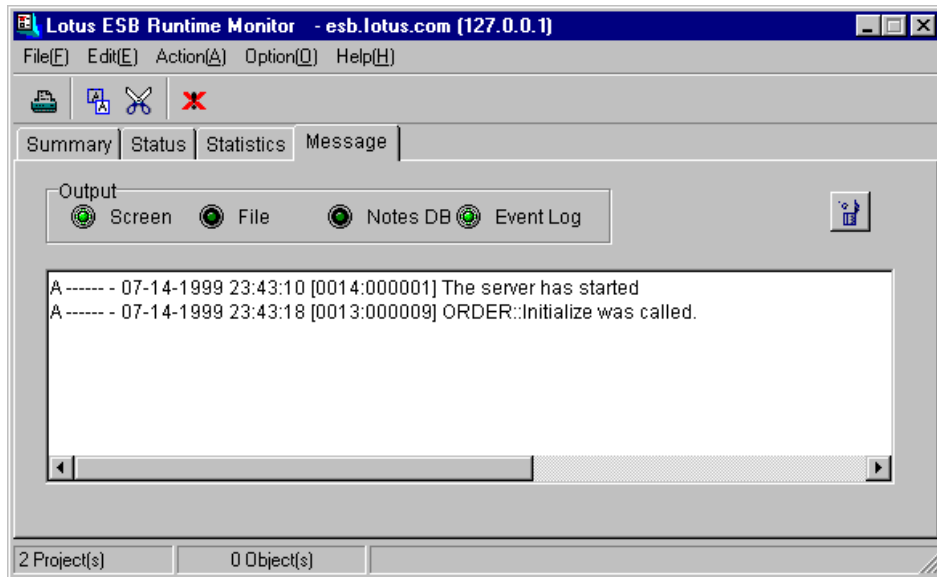 Lotus ESB Runtime Monitor - esb.lotus.com (127.0.0.1)
File(F) Edit(E) Action(A) Option(O) Help(H)
Summary Status Statistics Message
Output
Screen File Notes DB Event Log
A ------ - 07-14-1999 23:43:10 [0014:000001] The server has started
A ------ - 07-14-1999 23:43:18 [0013:000009] ORDER::Initialize was called.
2 Project(s) 0 Object(s)